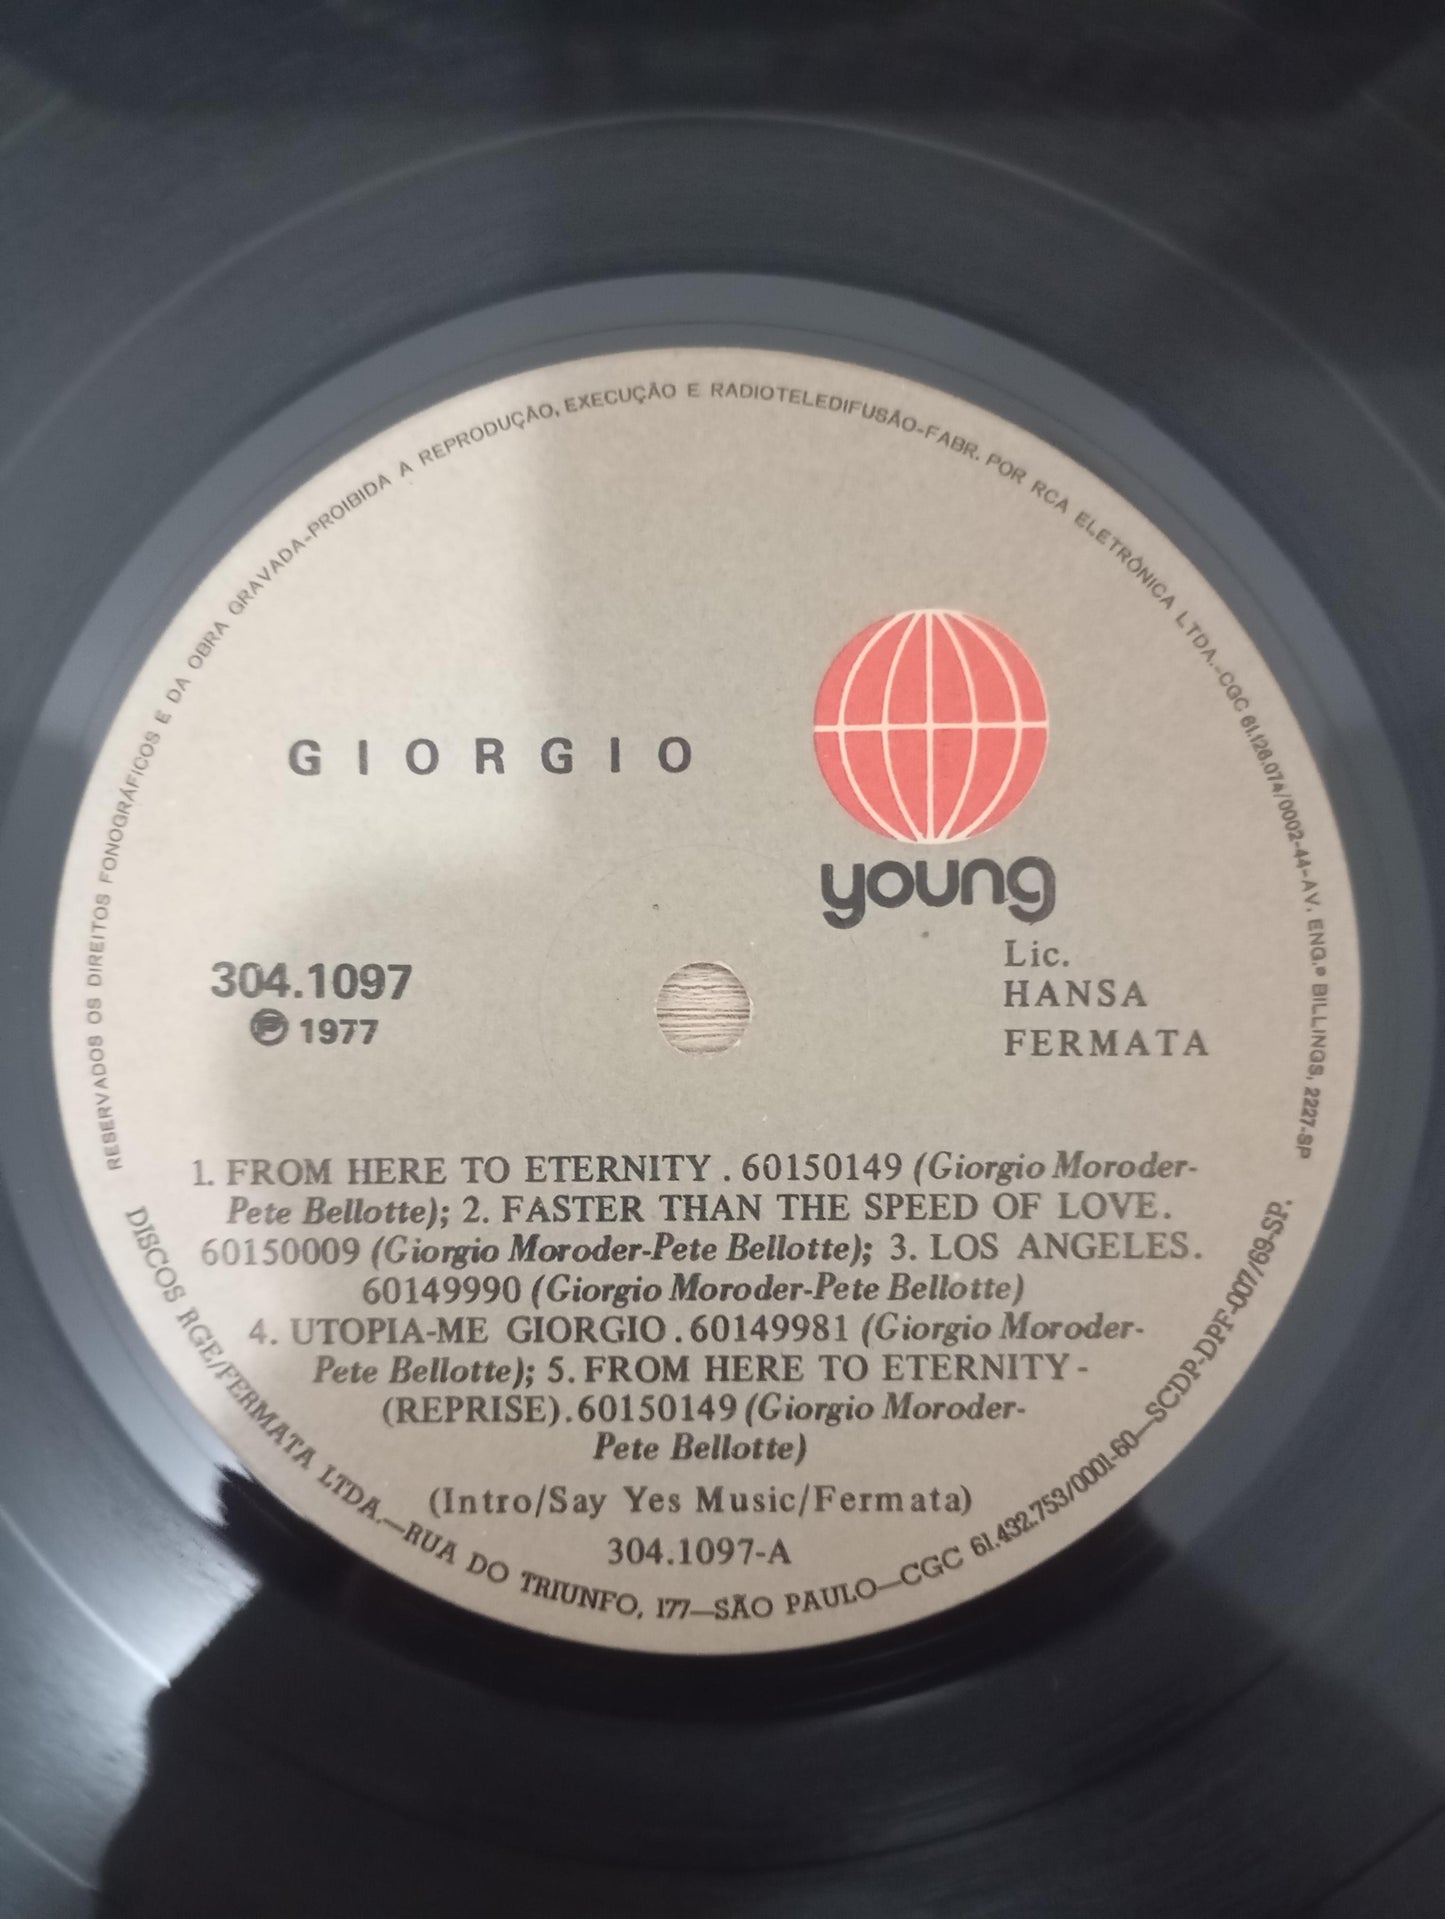 RESERVADOS OS DIREITOS FONOGRÁFICOS E DA OBRA GRAVADA-PROIBIDA A REPRODUÇÃO, EXECUÇÃO E RADIOTELEDIFUSÃO-FABR. POR RCA ELETRÔNICA LTDA.-CGC 61.126.074/0002-44-AV. ENG.º BILLINGS, 2227-SP
GIORGIO
young
304.1097
℗ 1977
Lic.
HANSA
FERMATA
1. FROM HERE TO ETERNITY . 60150149 (Giorgio Moroder-
Pete Bellotte); 2. FASTER THAN THE SPEED OF LOVE.
60150009 (Giorgio Moroder-Pete Bellotte); 3. LOS ANGELES.
60149990 (Giorgio Moroder-Pete Bellotte)
4. UTOPIA-ME GIORGIO . 60149981 (Giorgio Moroder-
Pete Bellotte); 5. FROM HERE TO ETERNITY -
(REPRISE). 60150149 (Giorgio Moroder-
Pete Bellotte)
(Intro/Say Yes Music/Fermata)
304.1097-A
DISCOS RGE/FERMATA LTDA.—RUA DO TRIUNFO, 177—SÃO PAULO—CGC 61.432.753/0001-60—SCDP-DPF-007/69-SP.